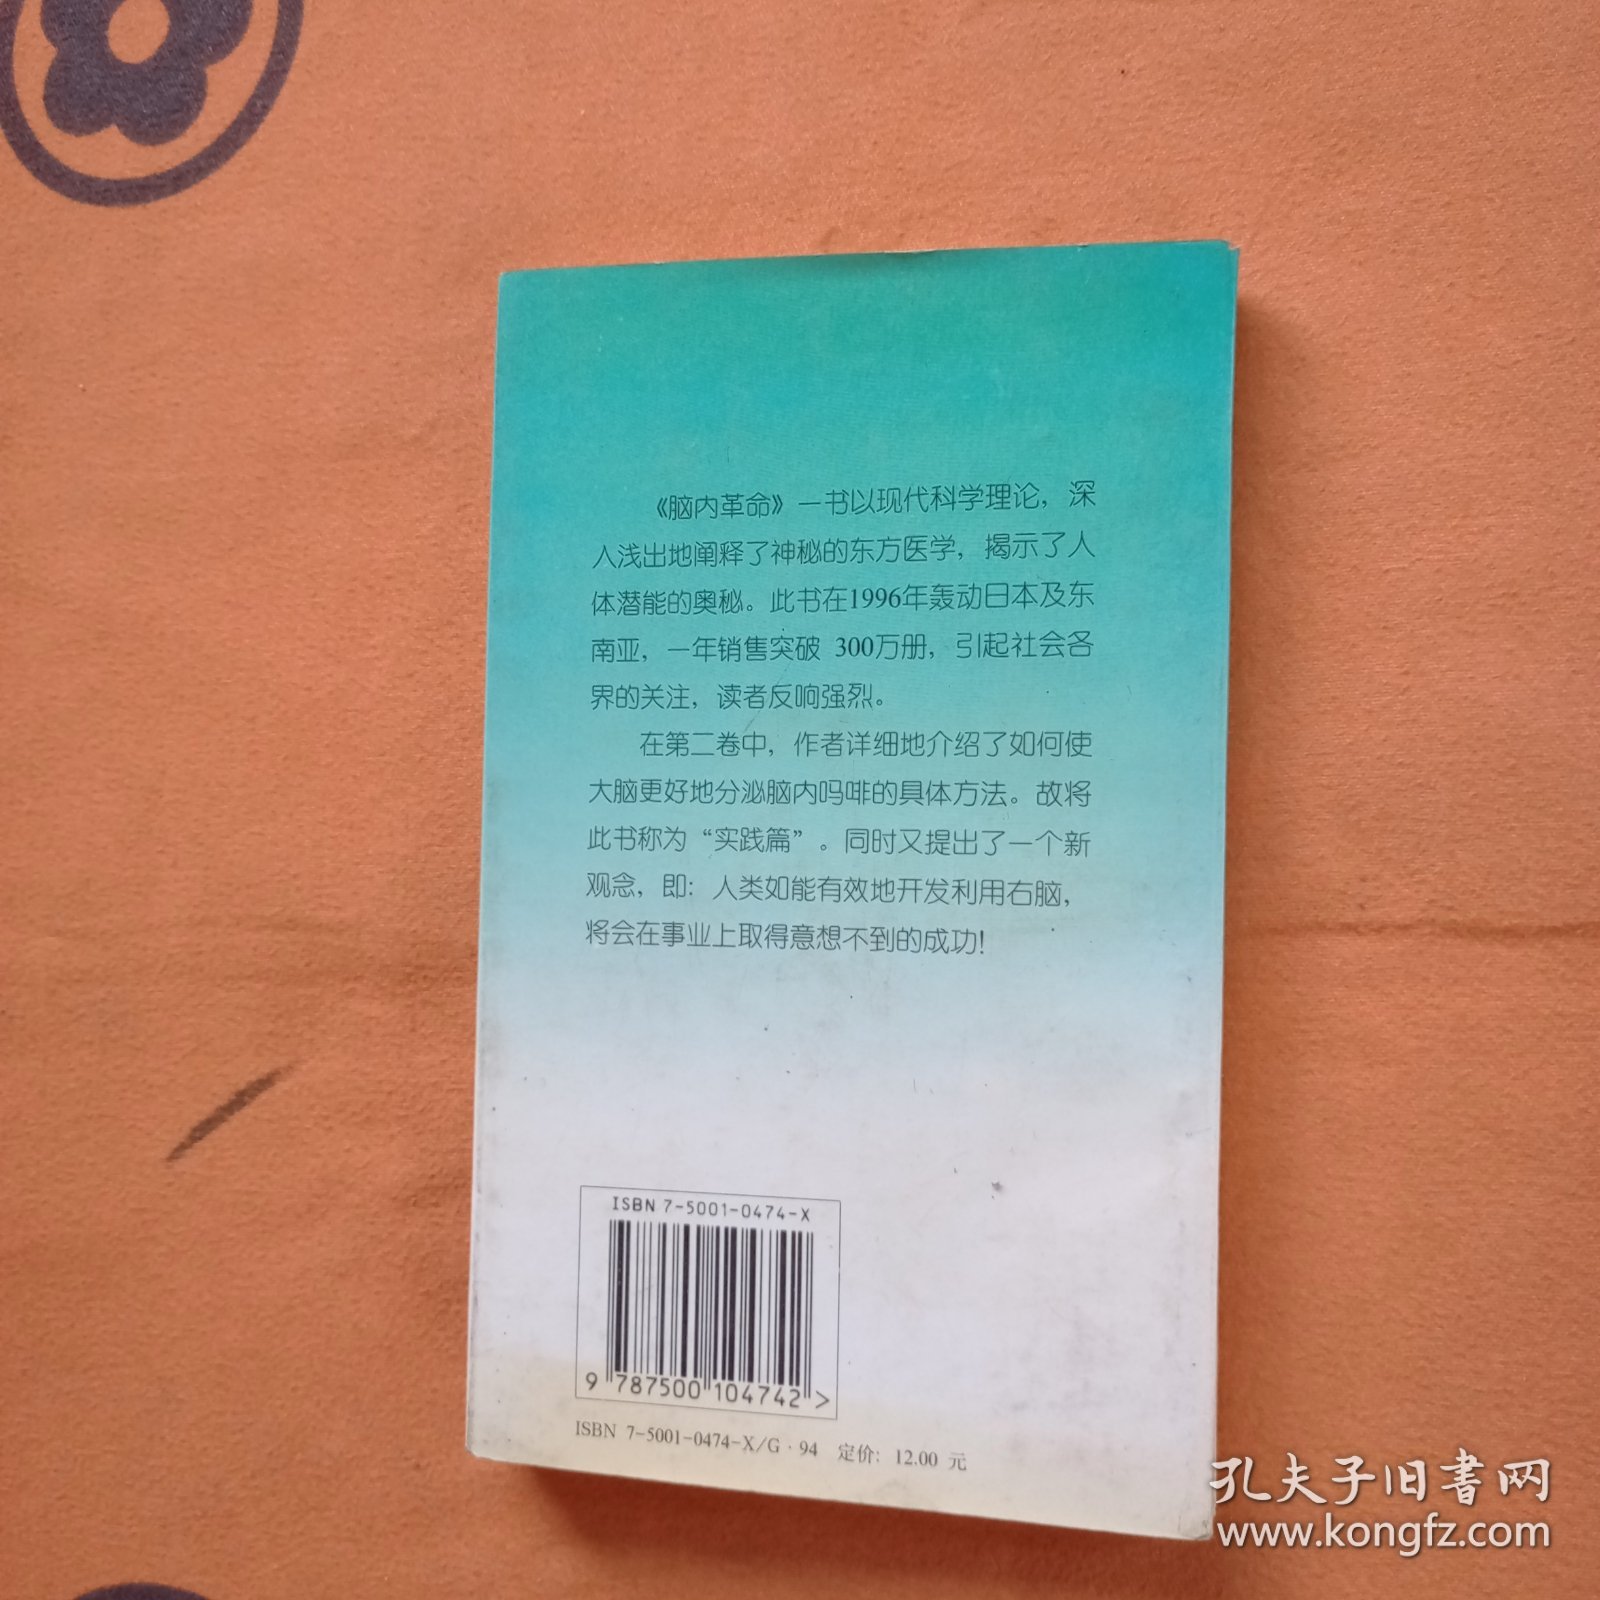 《脑内革命》一书以现代科学理论，深
入浅出地阐释了神秘的东方医学，揭示了人
体潜能的奥秘。此书在1996年轰动日本及东
南亚，一年销售突破 300万册，引起社会各
界的关注，读者反响强烈。
在第二卷中，作者详细地介绍了如何使
大脑更好地分泌脑内吗啡的具体方法。故将
此书称为“实践篇”。同时又提出了一个新
观念，即：人类如能有效地开发利用右脑，
将会在事业上取得意想不到的成功！
ISBN 7-5001-0474-X
9 787500 104742 >
ISBN 7-5001-0474-X/G·94 定价：12.00 元
孔夫子旧书网
www.kongfz.com